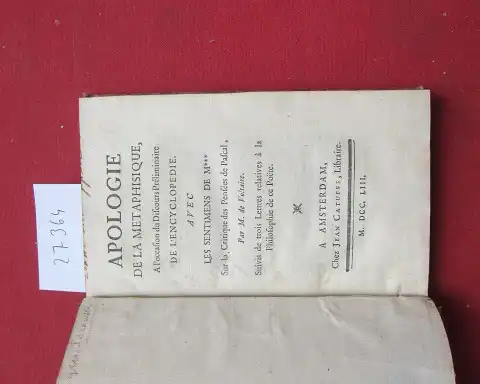 27364
APOLOGIE
DE LA METAPHISIQUE,
A l'occasion du Discours Préliminaire
DE L'ENCYCLOPEDIE.
AVEC
LES SENTIMENS DE M***
Sur la Critique des Pensées de Pascal,
Par M. de Voltaire.
Suivis de trois Lettres relatives à la
Philosophie de ce Poëte.
A AMSTERDAM,
Chez JEAN CATUFFE, Libraire.
M. DCC. LIII.